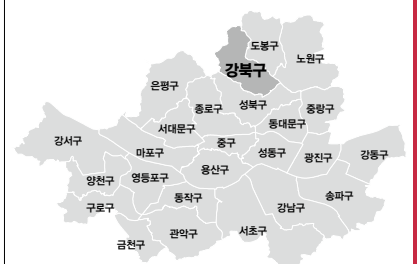 도봉구
노원구
강북구
은평구
종로구
성북구
중랑구
서대문구
동대문구
강서구
마포구
중구
성동구
광진구
강동구
양천구
영등포구
용산구
구로구
동작구
강남구
송파구
금천구
관악구
서초구